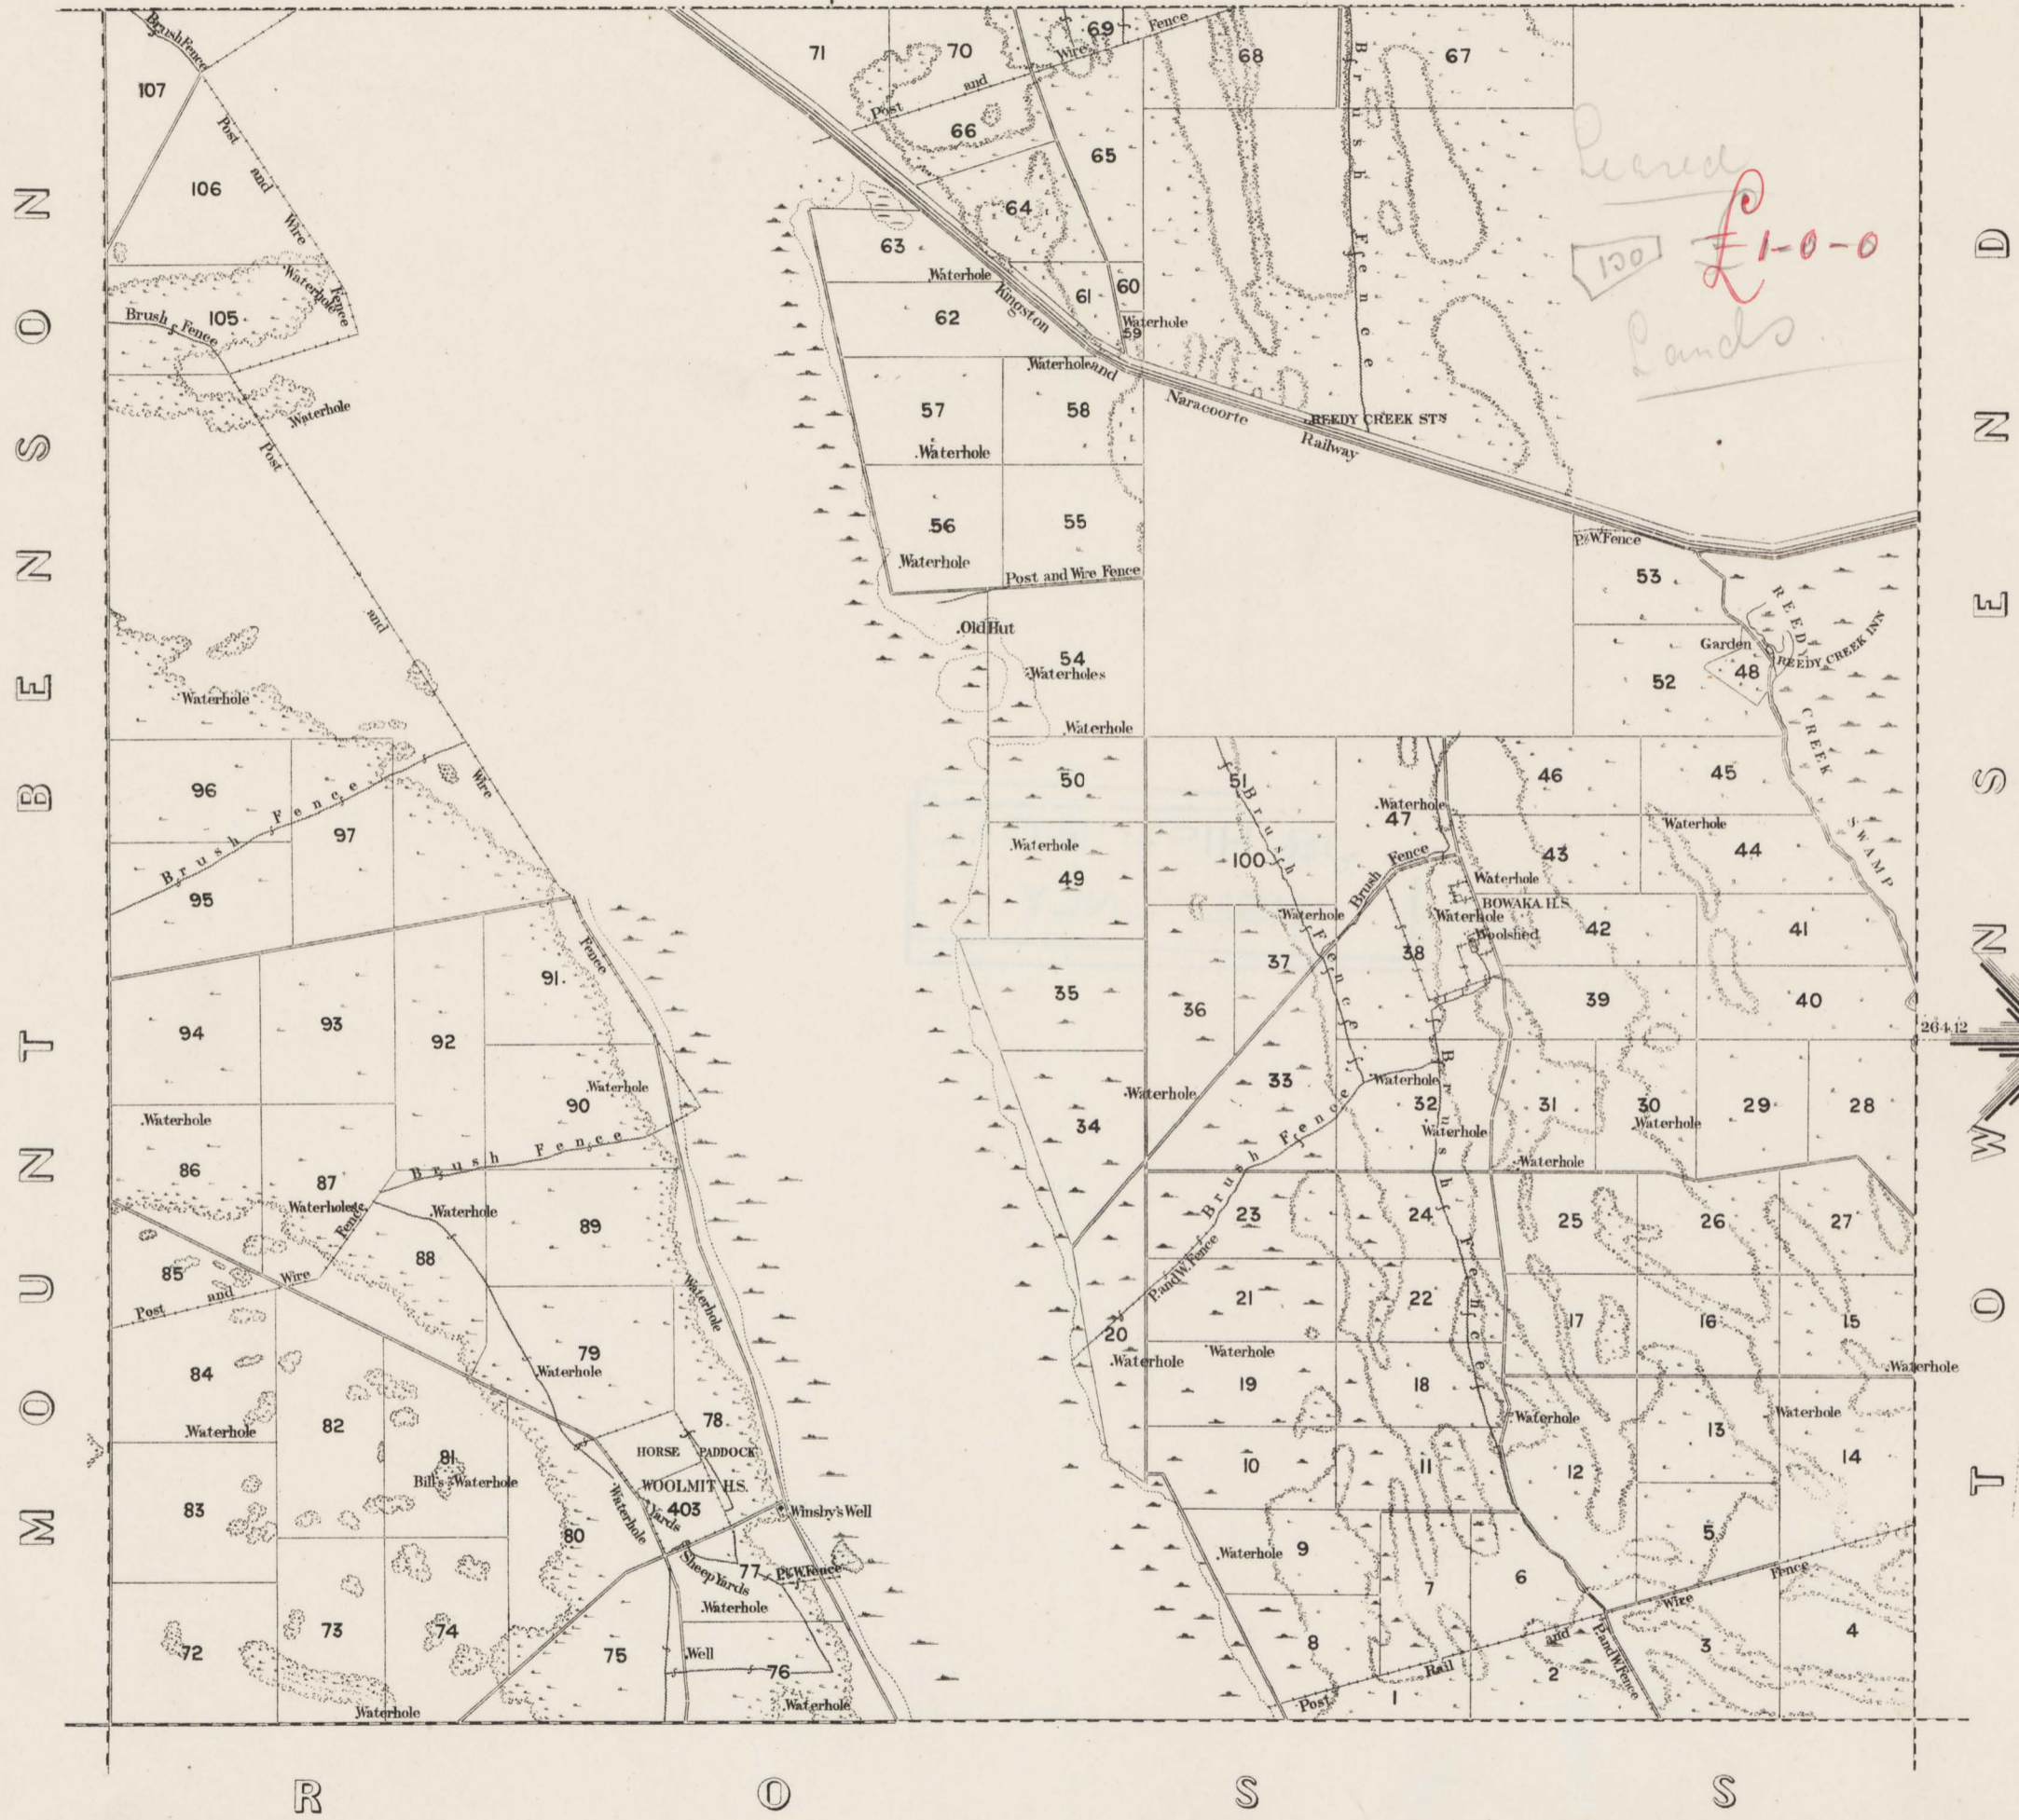 MOUNT BENSON
TOWNSEND
ROSS
Brush Fence
107
Post and Wire Fence
106
Waterhole
105
Brush Fence
Waterhole
Post and Wire Fence
71
70
69
Post and Wire Fence
68
Brush Fence
67
66
65
64
63
Waterhole
61
60
62
Waterhole
59
Kingston and Naracoorte Railway
Waterhole
57
58
REEDY CREEK STN
Waterhole
56
55
Waterhole
Post and Wire Fence
Leased
£1-0-0
Lands
P.&W.Fence
53
REEDY CREEK SWAMP
Old Hut
Garden
REEDY CREEK INN
54
Waterholes
52
48
Waterhole
Waterhole
96
Brush Fence
97
95
50
51
Brush Fence
46
45
Waterhole
47
Waterhole
Waterhole
100
49
Brush Fence
43
44
Waterhole
BOWAKA H.S.
Waterhole
Waterhole
Woolshed
42
41
91
37
38
35
36
39
40
264.12
94
93
92
Waterhole
90
Waterhole
86
87
Brush Fence
Waterholes
Waterhole
34
Waterhole
33
Waterhole
32
Brush Fence
Waterhole
31
30
Waterhole
29
28
Waterhole
89
88
85
Post and Wire Fence
Brush Fence
23
24
25
26
27
P.and W.Fence
Waterhole
21
22
17
16
15
20
Waterhole
Waterhole
Waterhole
84
79
Waterhole
19
18
Waterhole
Waterhole
Waterhole
82
78
HORSE PADDOCK
13
81
Bill's Waterhole
WOOLMIT H.S.
10
11
12
14
83
Waterhole
403
Yards
Winsby's Well
80
9
Waterhole
5
Sheep Yards
77
P.&W.Fence
7
6
Waterhole
72
73
74
75
Well
76
8
Post and Rail
Wire Fence
P.and W.Fence
3
4
1
2
Waterhole
Waterhole